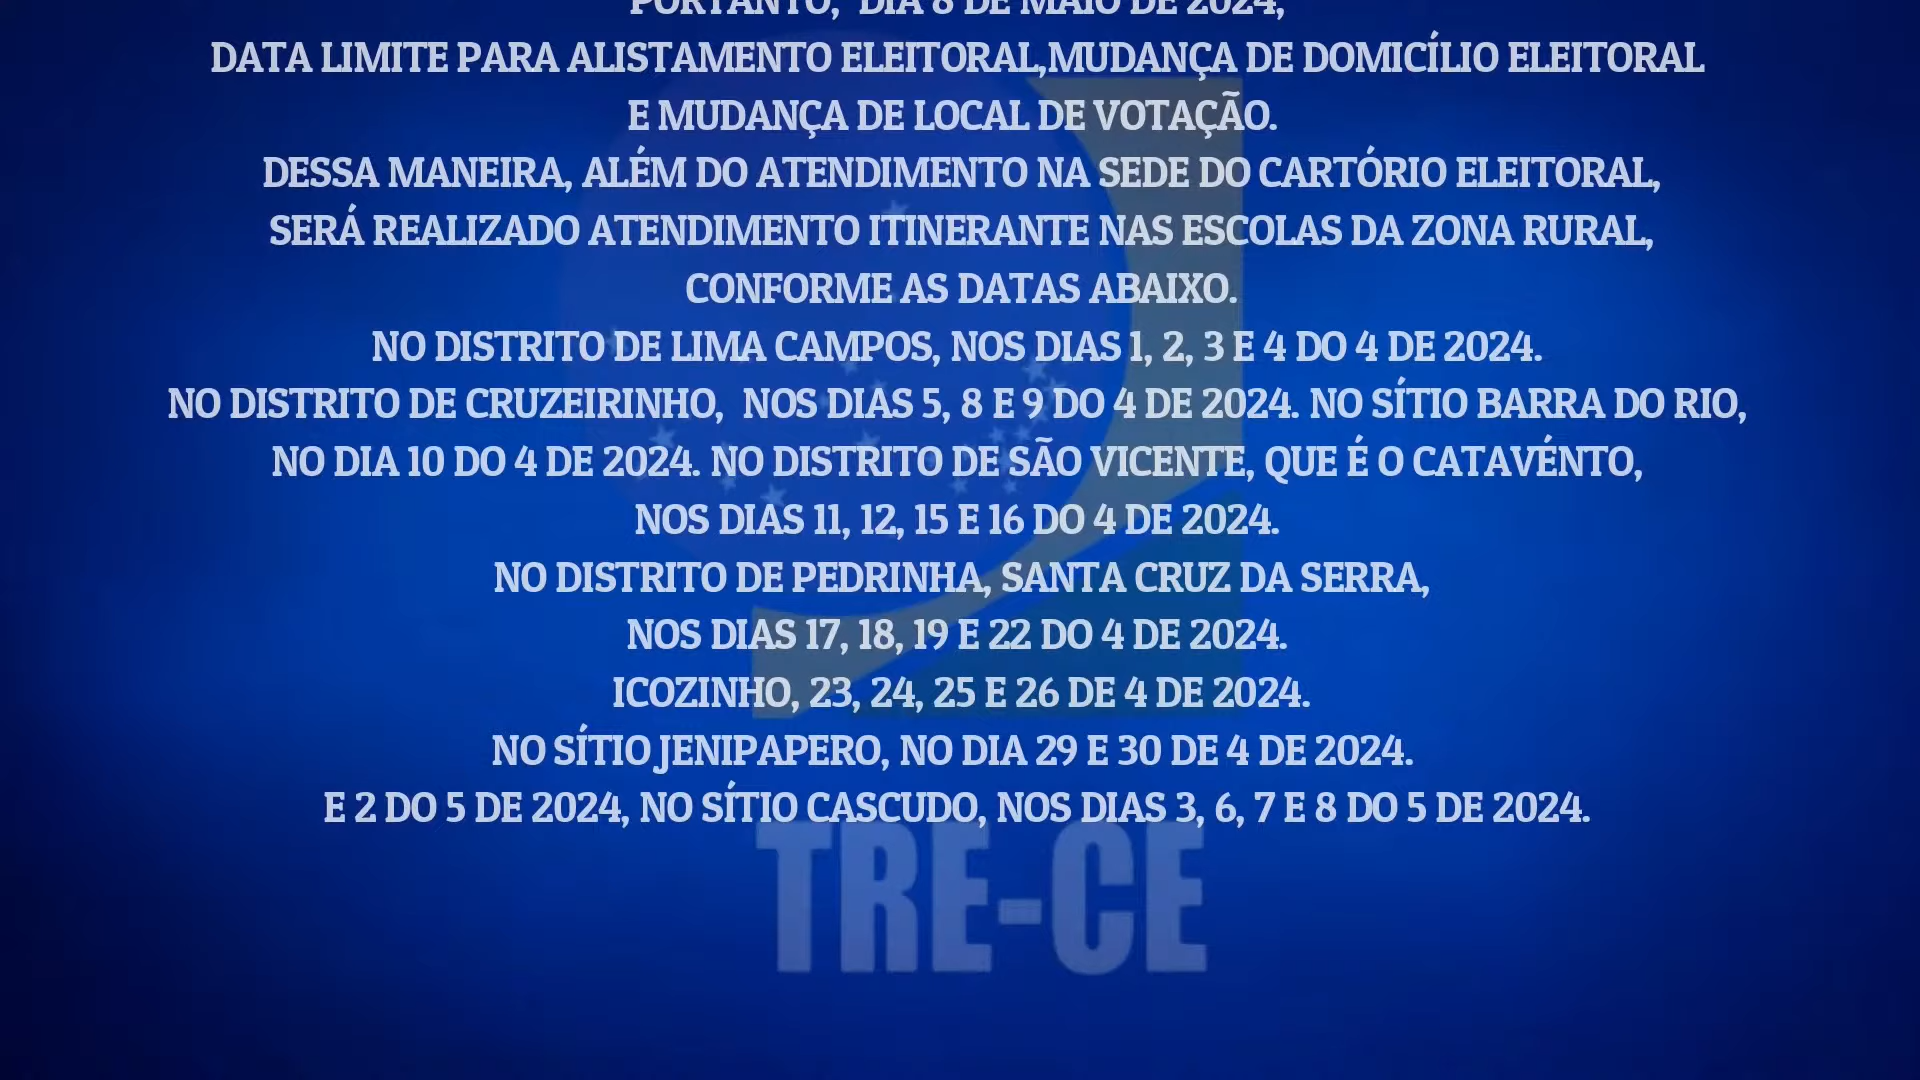 PORTANTO, DIA 8 DE MAIO DE 2024,
DATA LIMITE PARA ALISTAMENTO ELEITORAL,MUDANÇA DE DOMICÍLIO ELEITORAL
E MUDANÇA DE LOCAL DE VOTAÇÃO.
DESSA MANEIRA, ALÉM DO ATENDIMENTO NA SEDE DO CARTÓRIO ELEITORAL,
SERÁ REALIZADO ATENDIMENTO ITINERANTE NAS ESCOLAS DA ZONA RURAL,
CONFORME AS DATAS ABAIXO.
NO DISTRITO DE LIMA CAMPOS, NOS DIAS 1, 2, 3 E 4 DO 4 DE 2024.
NO DISTRITO DE CRUZEIRINHO, NOS DIAS 5, 8 E 9 DO 4 DE 2024. NO SÍTIO BARRA DO RIO,
NO DIA 10 DO 4 DE 2024. NO DISTRITO DE SÃO VICENTE, QUE É O CATAVÉNTO,
NOS DIAS 11, 12, 15 E 16 DO 4 DE 2024.
NO DISTRITO DE PEDRINHA, SANTA CRUZ DA SERRA,
NOS DIAS 17, 18, 19 E 22 DO 4 DE 2024.
ICOZINHO, 23, 24, 25 E 26 DE 4 DE 2024.
NO SÍTIO JENIPAPERO, NO DIA 29 E 30 DE 4 DE 2024.
E 2 DO 5 DE 2024, NO SÍTIO CASCUDO, NOS DIAS 3, 6, 7 E 8 DO 5 DE 2024.
TRE-CE